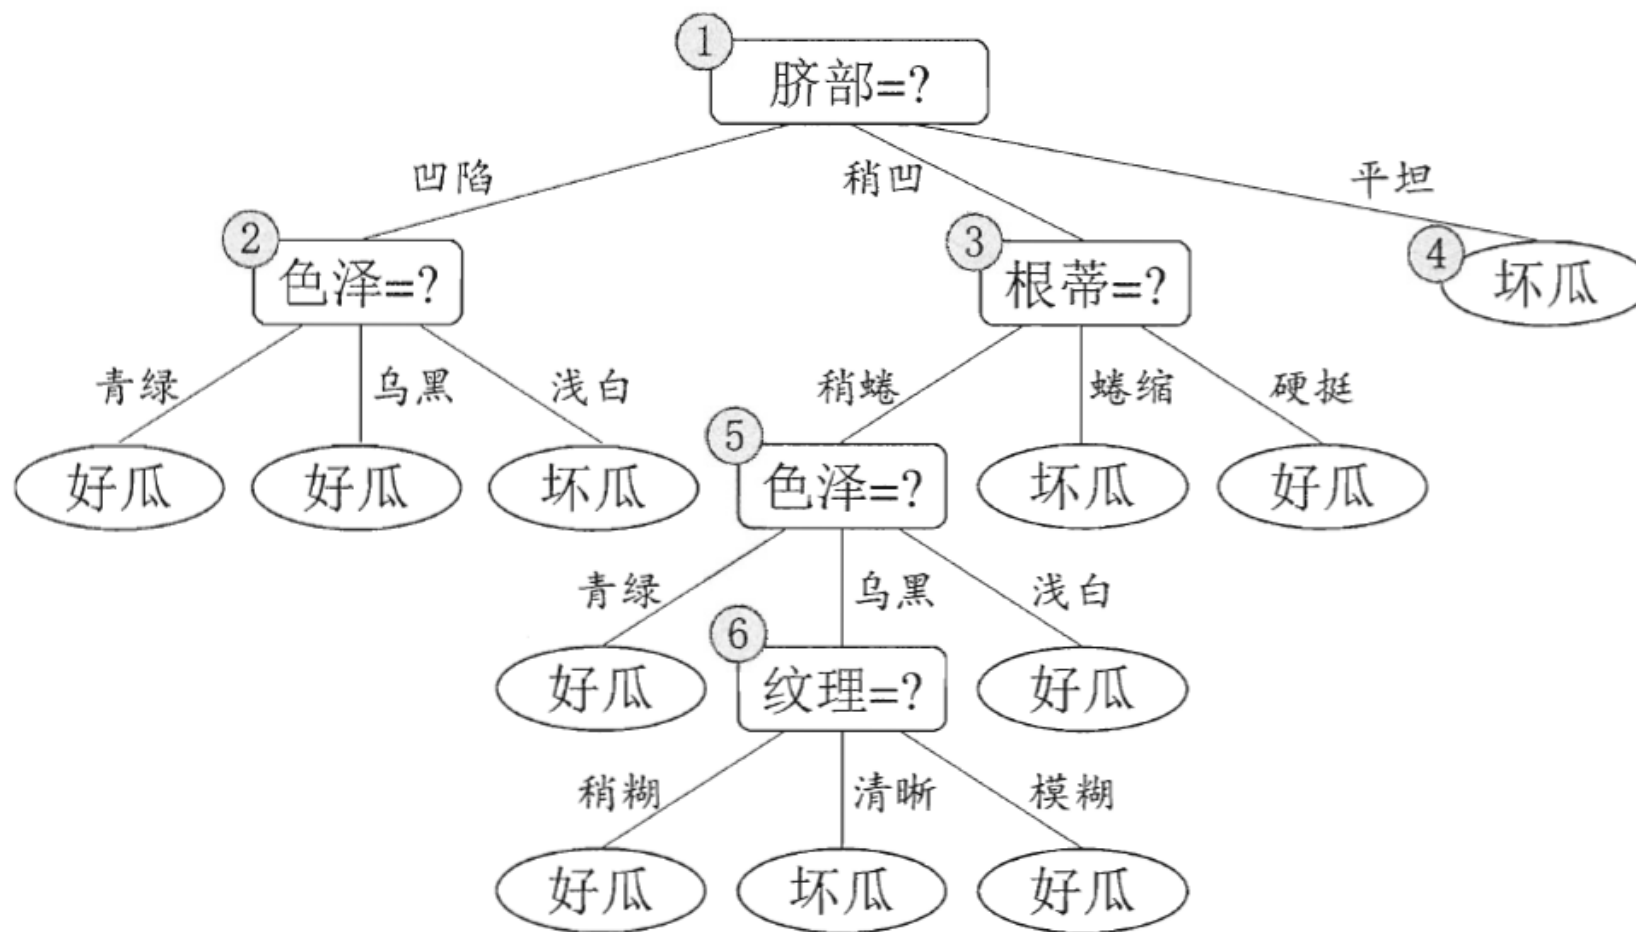 ①
脐部=?
凹陷 稍凹 平坦
② ③ ④
色泽=? 根蒂=? 坏瓜
青绿 乌黑 浅白 稍蜷 蜷缩 硬挺
⑤
好瓜 好瓜 坏瓜 色泽=? 坏瓜 好瓜
青绿 乌黑 浅白
⑥
好瓜 纹理=? 好瓜
稍糊 清晰 模糊
好瓜 坏瓜 好瓜